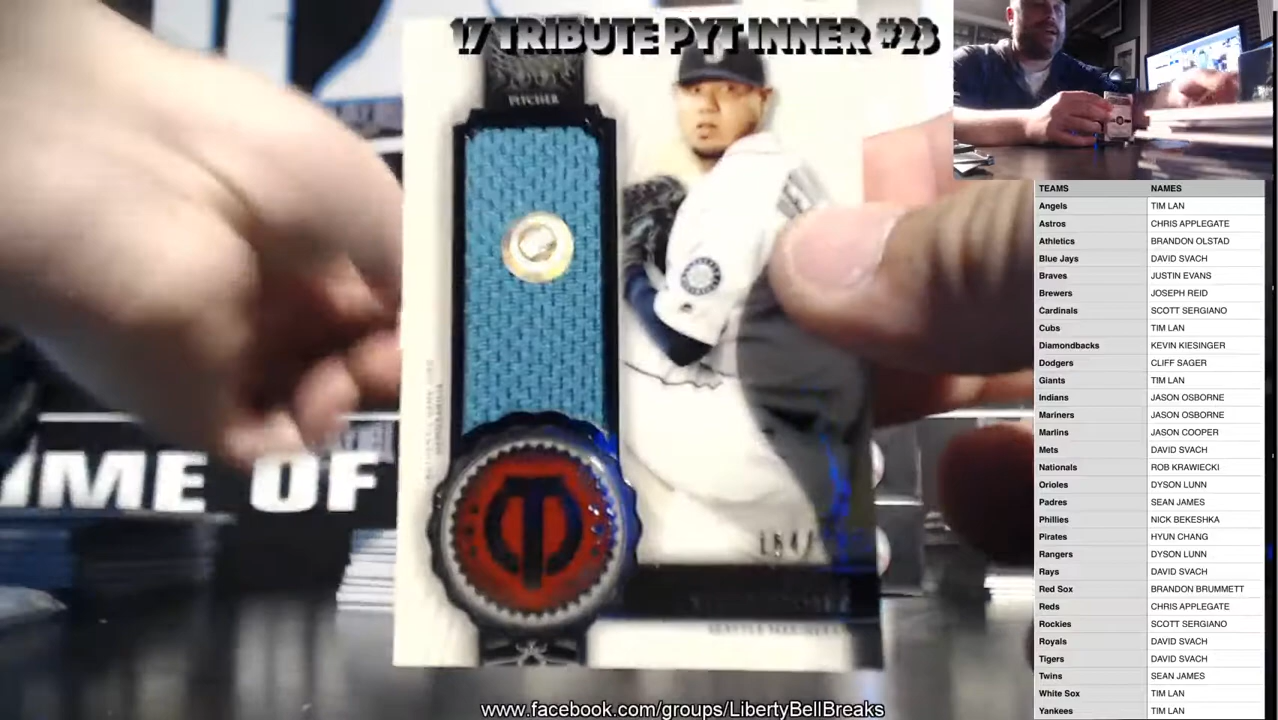 17 TRIBUTE PYT INNER #23
PITCHER
IME OF
TEAMS NAMES
Angels TIM LAN
Astros CHRIS APPLEGATE
Athletics BRANDON OLSTAD
Blue Jays DAVID SVACH
Braves JUSTIN EVANS
Brewers JOSEPH REID
Cardinals SCOTT SERGIANO
Cubs TIM LAN
Diamondbacks KEVIN KIESINGER
Dodgers CLIFF SAGER
Giants TIM LAN
Indians JASON OSBORNE
Mariners JASON OSBORNE
Marlins JASON COOPER
Mets DAVID SVACH
Nationals ROB KRAWIECKI
Orioles DYSON LUNN
Padres SEAN JAMES
Phillies NICK BEKESHKA
Pirates HYUN CHANG
Rangers DYSON LUNN
Rays DAVID SVACH
Red Sox BRANDON BRUMMETT
Reds CHRIS APPLEGATE
Rockies SCOTT SERGIANO
Royals DAVID SVACH
Tigers DAVID SVACH
Twins SEAN JAMES
White Sox TIM LAN
Yankees TIM LAN
www.facebook.com/groups/LibertyBellBreaks